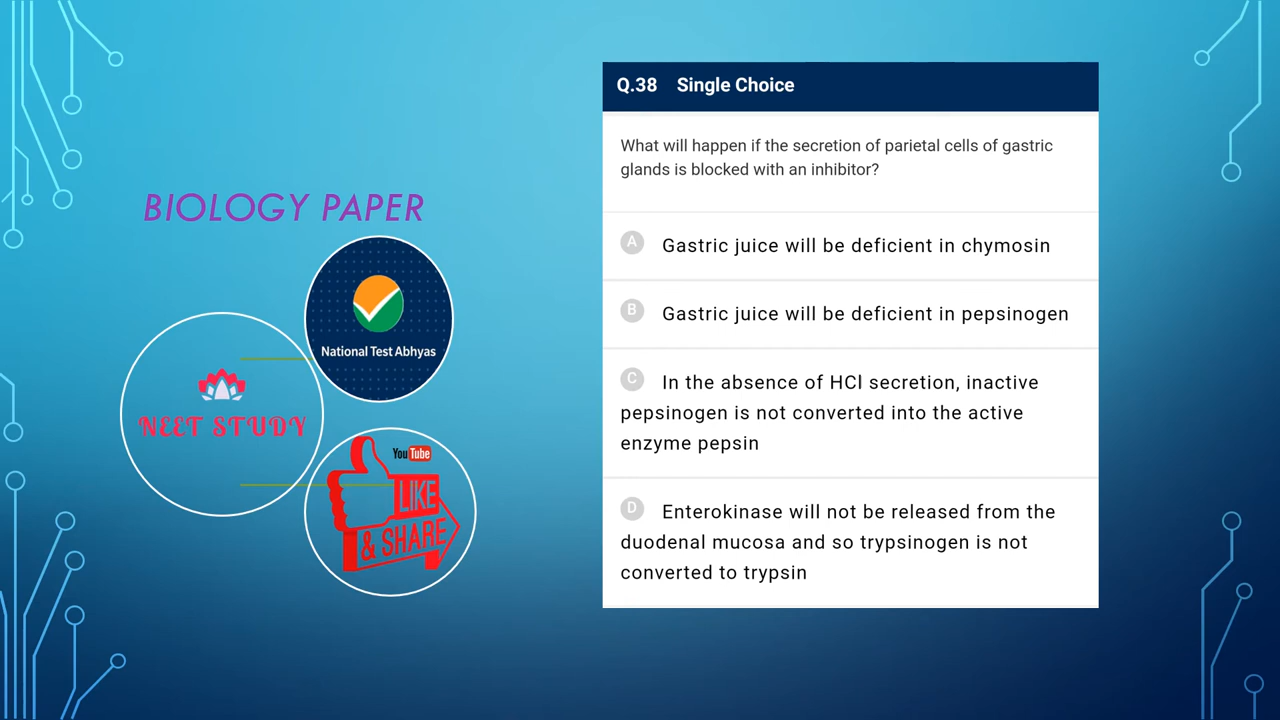 BIOLOGY PAPER
National Test Abhyas
NEET STUDY
YouTube
LIKE
& SHARE
Q.38 Single Choice
What will happen if the secretion of parietal cells of gastric
glands is blocked with an inhibitor?
A Gastric juice will be deficient in chymosin
B Gastric juice will be deficient in pepsinogen
C In the absence of HCl secretion, inactive
pepsinogen is not converted into the active
enzyme pepsin
D Enterokinase will not be released from the
duodenal mucosa and so trypsinogen is not
converted to trypsin